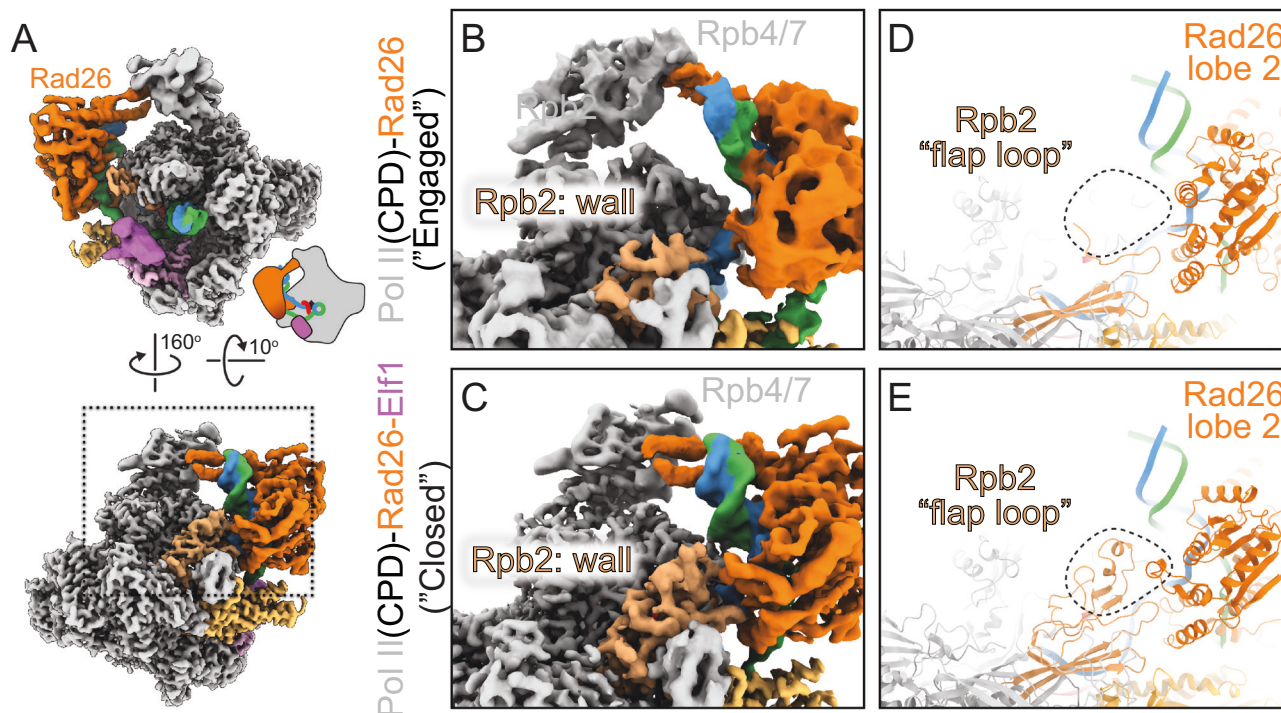 A
Rad26
160°
10°
Pol II(CPD)-Rad26
("Engaged")
Pol II(CPD)-Rad26-Elf1
("Closed")
B
Rpb4/7
Rpb2
Rpb2: wall
C
Rpb4/7
Rpb2: wall
D
Rad26
lobe 2
Rpb2
“flap loop”
E
Rad26
lobe 2
Rpb2
“flap loop”